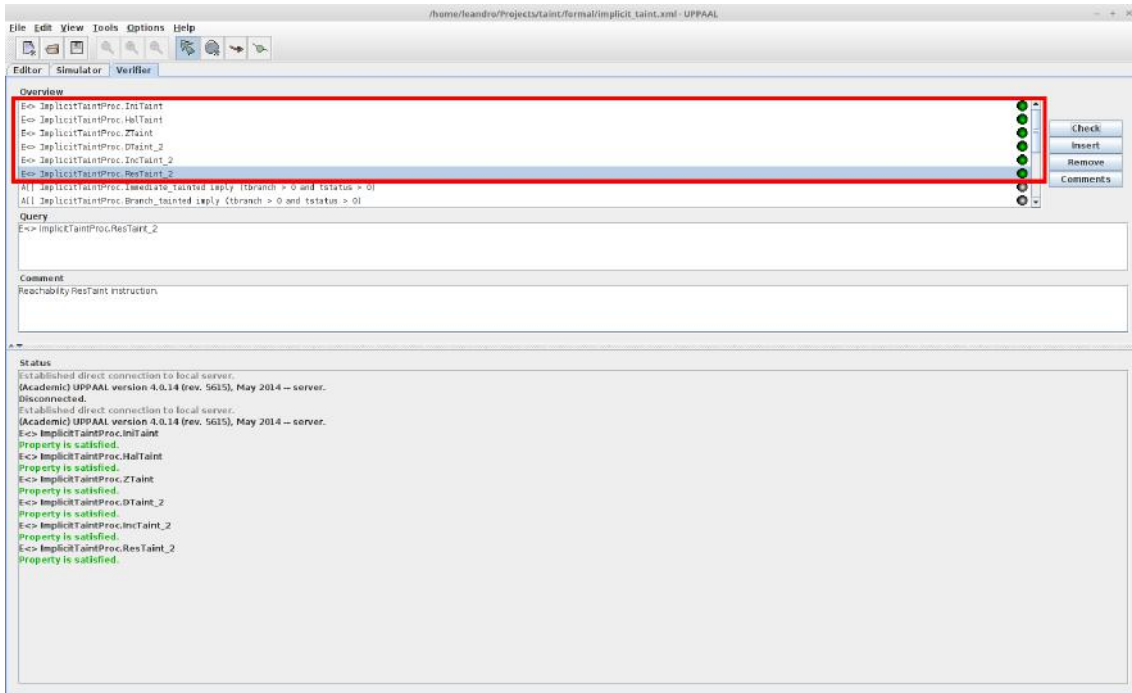 /home/leandro/Projects/taint/formal/implicit_taint.xml - UPPAAL
File Edit View Tools Options Help
Editor Simulator Verifier
Overview
E<> ImplicitTaintProc.IniTaint
E<> ImplicitTaintProc.HalTaint
E<> ImplicitTaintProc.ZTaint
E<> ImplicitTaintProc.DTaint_2
E<> ImplicitTaintProc.IncTaint_2
E<> ImplicitTaintProc.ResTaint_2
A[] ImplicitTaintProc.Immediate_tainted imply (tbranch > 0 and tstatus > 0)
A[] ImplicitTaintProc.Branch_tainted imply (tbranch > 0 and tstatus > 0)
Check
Insert
Remove
Comments
Query
E<> ImplicitTaintProc.ResTaint_2
Comment
Reachability ResTaint instruction.
Status
Established direct connection to local server.
(Academic) UPPAAL version 4.0.14 (rev. 5615), May 2014 -- server.
Disconnected.
Established direct connection to local server.
(Academic) UPPAAL version 4.0.14 (rev. 5615), May 2014 -- server.
E<> ImplicitTaintProc.IniTaint
Property is satisfied.
E<> ImplicitTaintProc.HalTaint
Property is satisfied.
E<> ImplicitTaintProc.ZTaint
Property is satisfied.
E<> ImplicitTaintProc.DTaint_2
Property is satisfied.
E<> ImplicitTaintProc.IncTaint_2
Property is satisfied.
E<> ImplicitTaintProc.ResTaint_2
Property is satisfied.